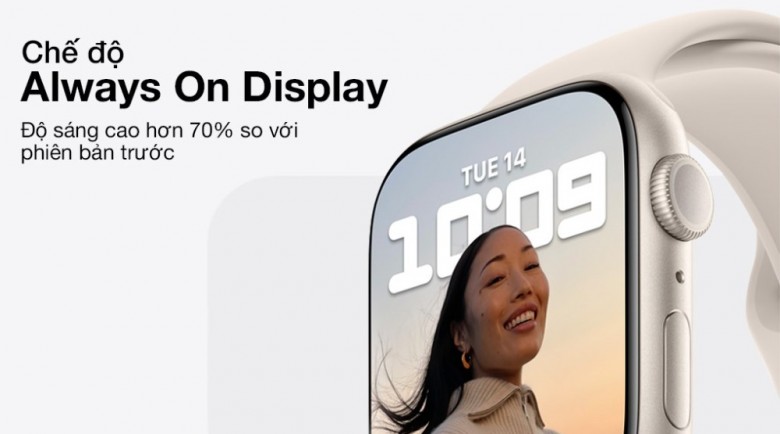 Chế độ
Always On Display
Độ sáng cao hơn 70% so với
phiên bản trước
TUE 14
10:09